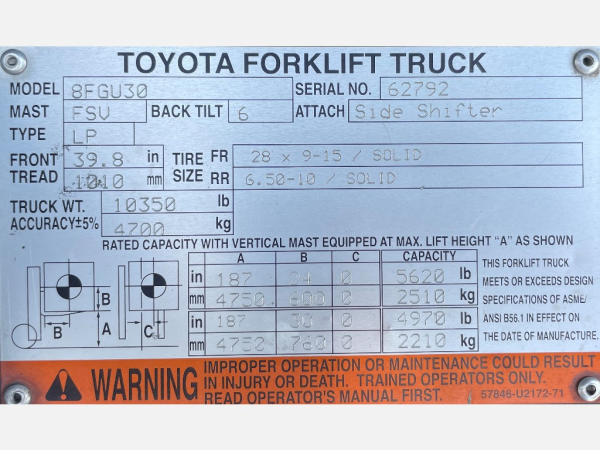 TOYOTA FORKLIFT TRUCK
MODEL 8FGU30 SERIAL NO. 62792
MAST FSV BACK TILT 6 ATTACH Side Shifter
TYPE LP
FRONT TREAD 39.8 in TIRE SIZE FR 28 x 9-15 / SOLID
1010 mm RR 6.50-10 / SOLID
TRUCK WT. 10350 lb
ACCURACY±5% 4700 kg
RATED CAPACITY WITH VERTICAL MAST EQUIPPED AT MAX. LIFT HEIGHT "A" AS SHOWN
A B C CAPACITY
in 187 24 0 5620 lb
mm 4750 600 0 2510 kg
in 187 30 0 4970 lb
mm 4750 760 0 2210 kg
B B A C
THIS FORKLIFT TRUCK
MEETS OR EXCEEDS DESIGN
SPECIFICATIONS OF ASME/
ANSI B56.1 IN EFFECT ON
THE DATE OF MANUFACTURE.
WARNING
IMPROPER OPERATION OR MAINTENANCE COULD RESULT
IN INJURY OR DEATH. TRAINED OPERATORS ONLY.
READ OPERATOR'S MANUAL FIRST. 57846-U2172-71